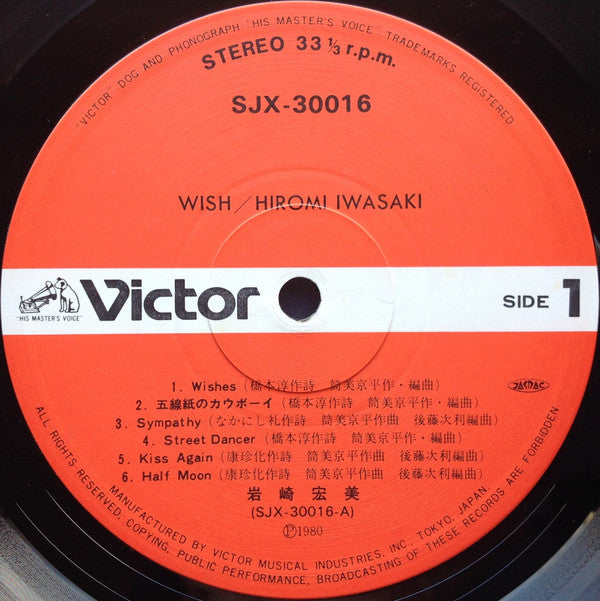 "VICTOR" DOG AND PHONOGRAPH "HIS MASTER'S VOICE" TRADEMARKS REGISTERED
STEREO 33 ⅓ r.p.m.
SJX-30016
WISH／HIROMI IWASAKI
"HIS MASTER'S VOICE"
Victor
SIDE 1
JASRAC
1. Wishes (橋本淳作詩 筒美京平作・編曲)
2. 五線紙のカウボーイ (橋本淳作詩 筒美京平作・編曲)
3. Sympathy (なかにし礼作詩 筒美京平作曲 後藤次利編曲)
4. Street Dancer (橋本淳作詩 筒美京平作・編曲)
5. Kiss Again (康珍化作詩 筒美京平作曲 後藤次利編曲)
6. Half Moon (康珍化作詩 筒美京平作曲 後藤次利編曲)
岩崎宏美
(SJX-30016-A)
Ⓟ1980
MANUFACTURED BY VICTOR MUSICAL INDUSTRIES, INC., TOKYO, JAPAN
ALL RIGHTS RESERVED. COPYING, PUBLIC PERFORMANCE, BROADCASTING OF THESE RECORDS ARE FORBIDDEN